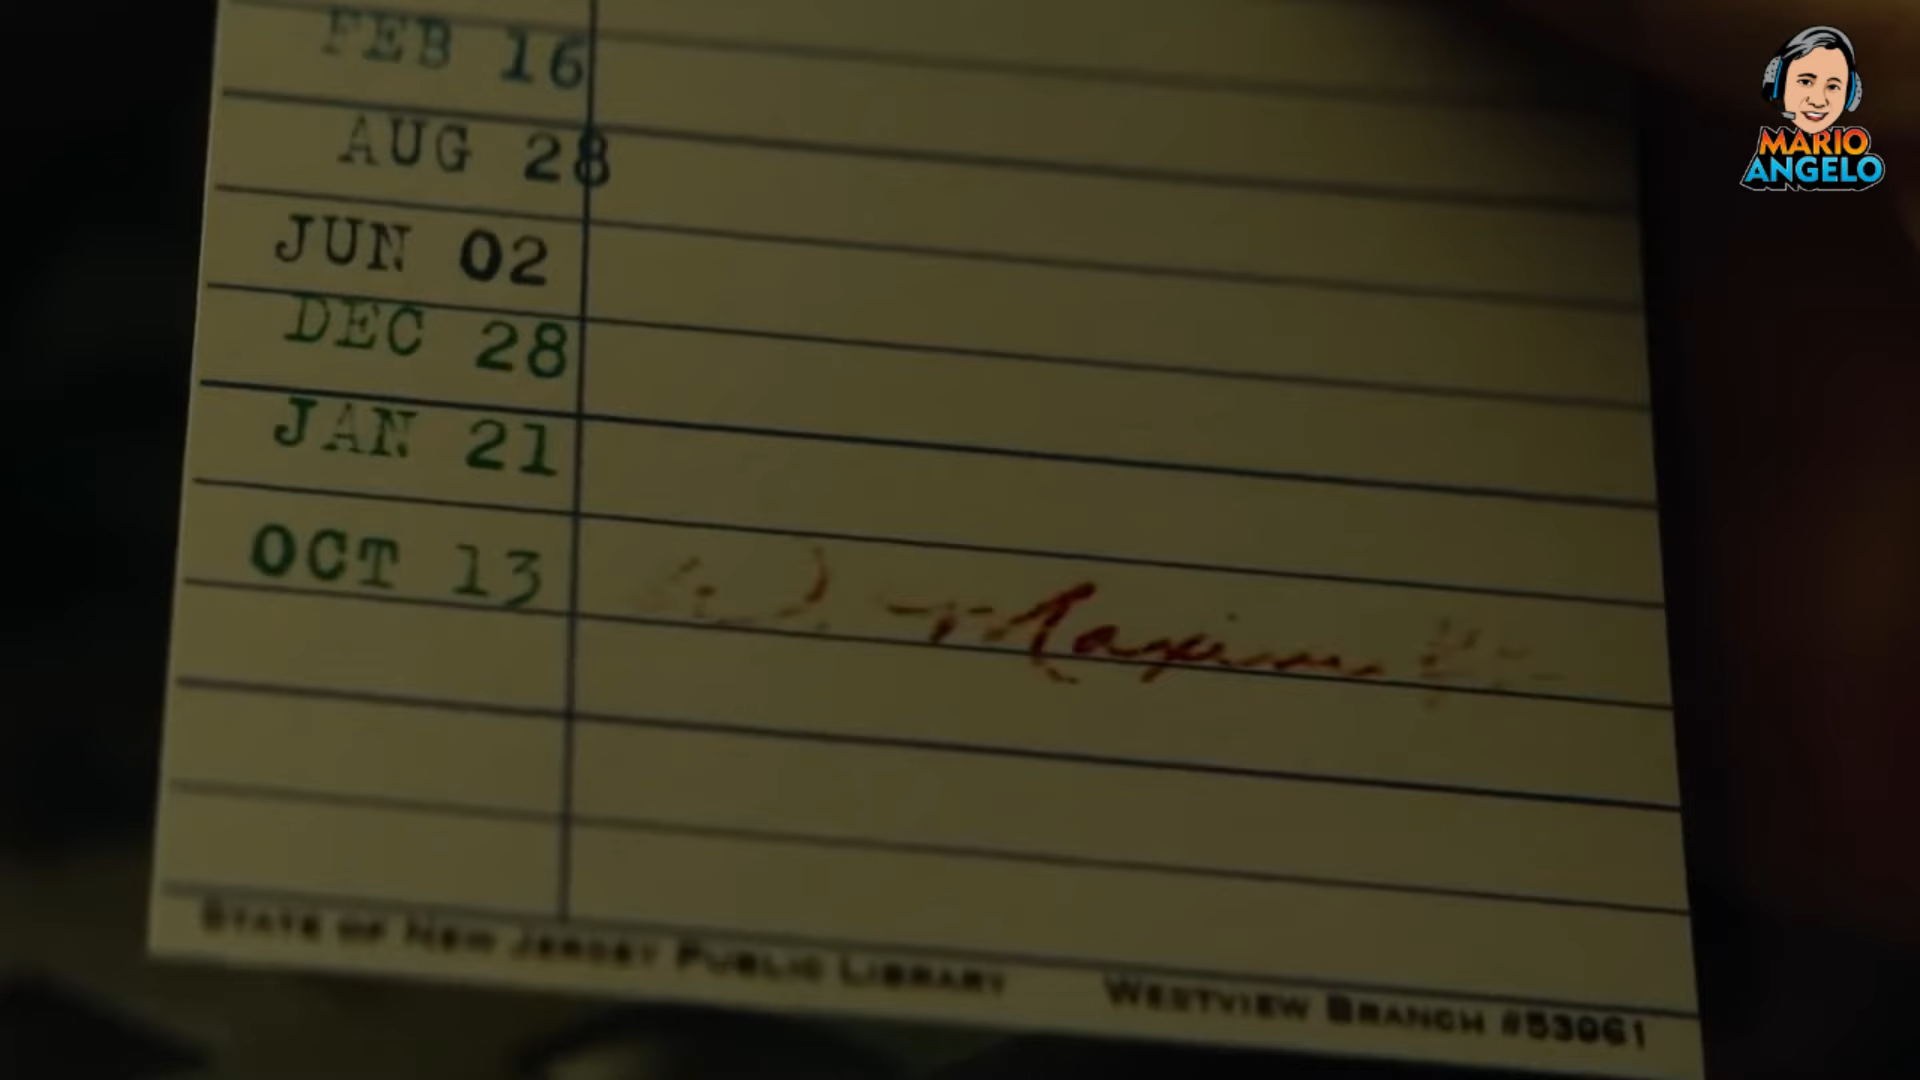 FEB 16
AUG 28
JUN 02
DEC 28
JAN 21
OCT 13 W. Maximoff
STATE OF NEW JERSEY PUBLIC LIBRARY WESTVIEW BRANCH #53061
MARIO
ANGELO